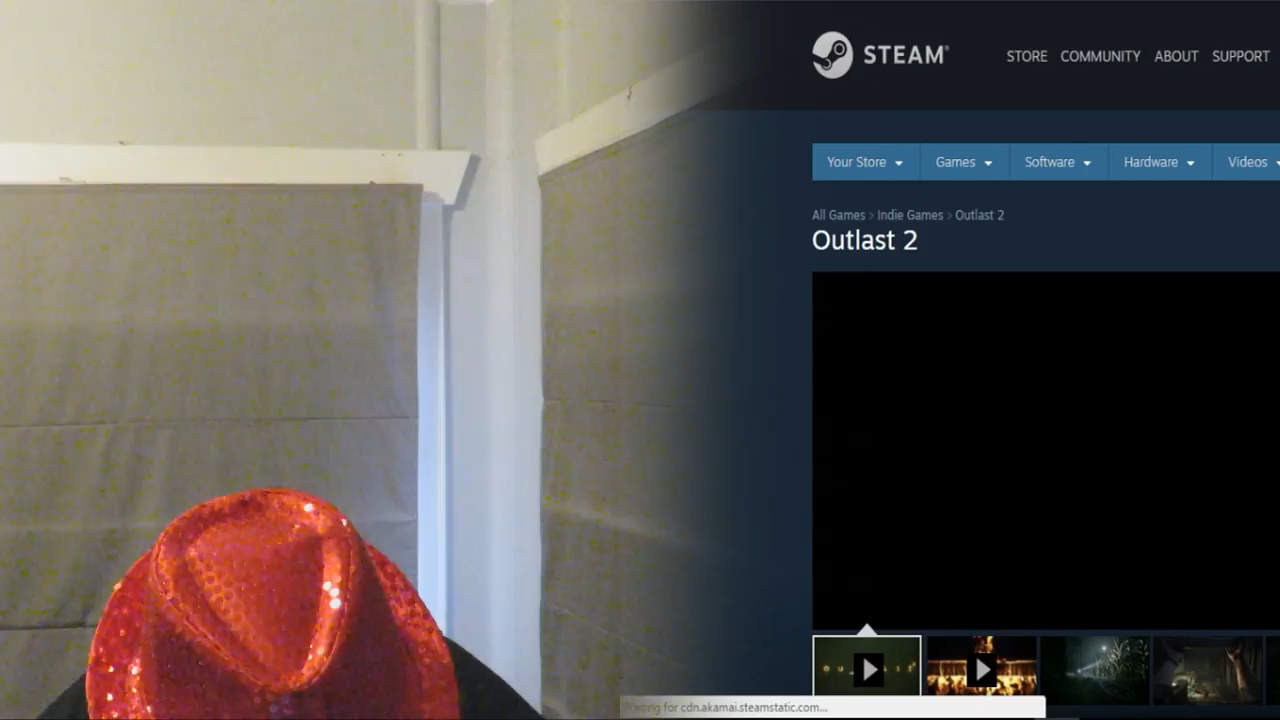 STEAM®
STORE COMMUNITY ABOUT SUPPORT
Your Store Games Software Hardware Videos
All Games > Indie Games > Outlast 2
Outlast 2
for cdn.akamai.steamstatic.com...